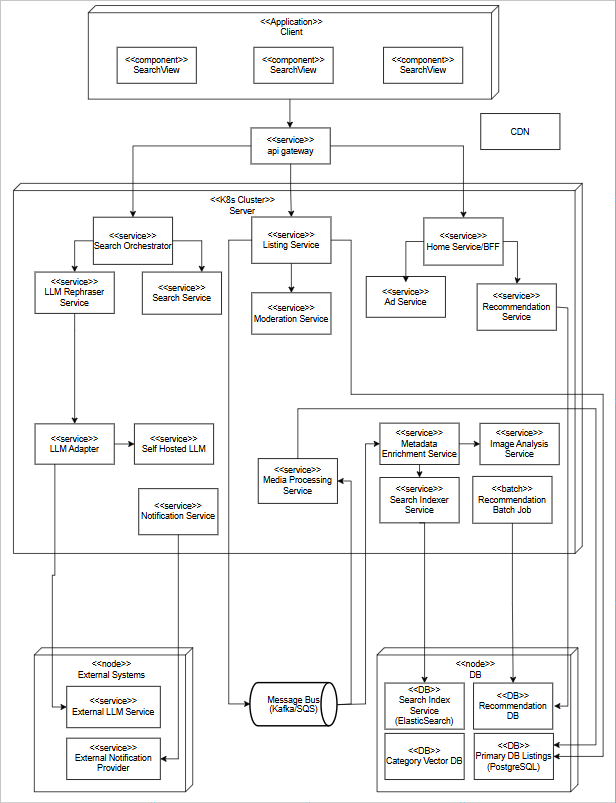 <<Application>>
Client
<<component>>
SearchView
<<component>>
SearchView
<<component>>
SearchView
<<service>>
api gateway
CDN
<<K8s Cluster>>
Server
<<service>>
Search Orchestrator
<<service>>
Listing Service
<<service>>
Home Service/BFF
<<service>>
LLM Rephraser
Service
<<service>>
Search Service
<<service>>
Moderation Service
<<service>>
Ad Service
<<service>>
Recommendation
Service
<<service>>
LLM Adapter
<<service>>
Self Hosted LLM
<<service>>
Metadata
Enrichment Service
<<service>>
Image Analysis
Service
<<service>>
Media Processing
Service
<<service>>
Search Indexer
Service
<<batch>>
Recommendation
Batch Job
<<service>>
Notification Service
<<node>>
External Systems
<<service>>
External LLM Service
<<service>>
External Notification
Provider
Message Bus
(Kafka/SQS)
<<node>>
DB
<<DB>>
Search Index
Service
(ElasticSearch)
<<DB>>
Recommendation
DB
<<DB>>
Category Vector DB
<<DB>>
Primary DB Listings
(PostgreSQL)